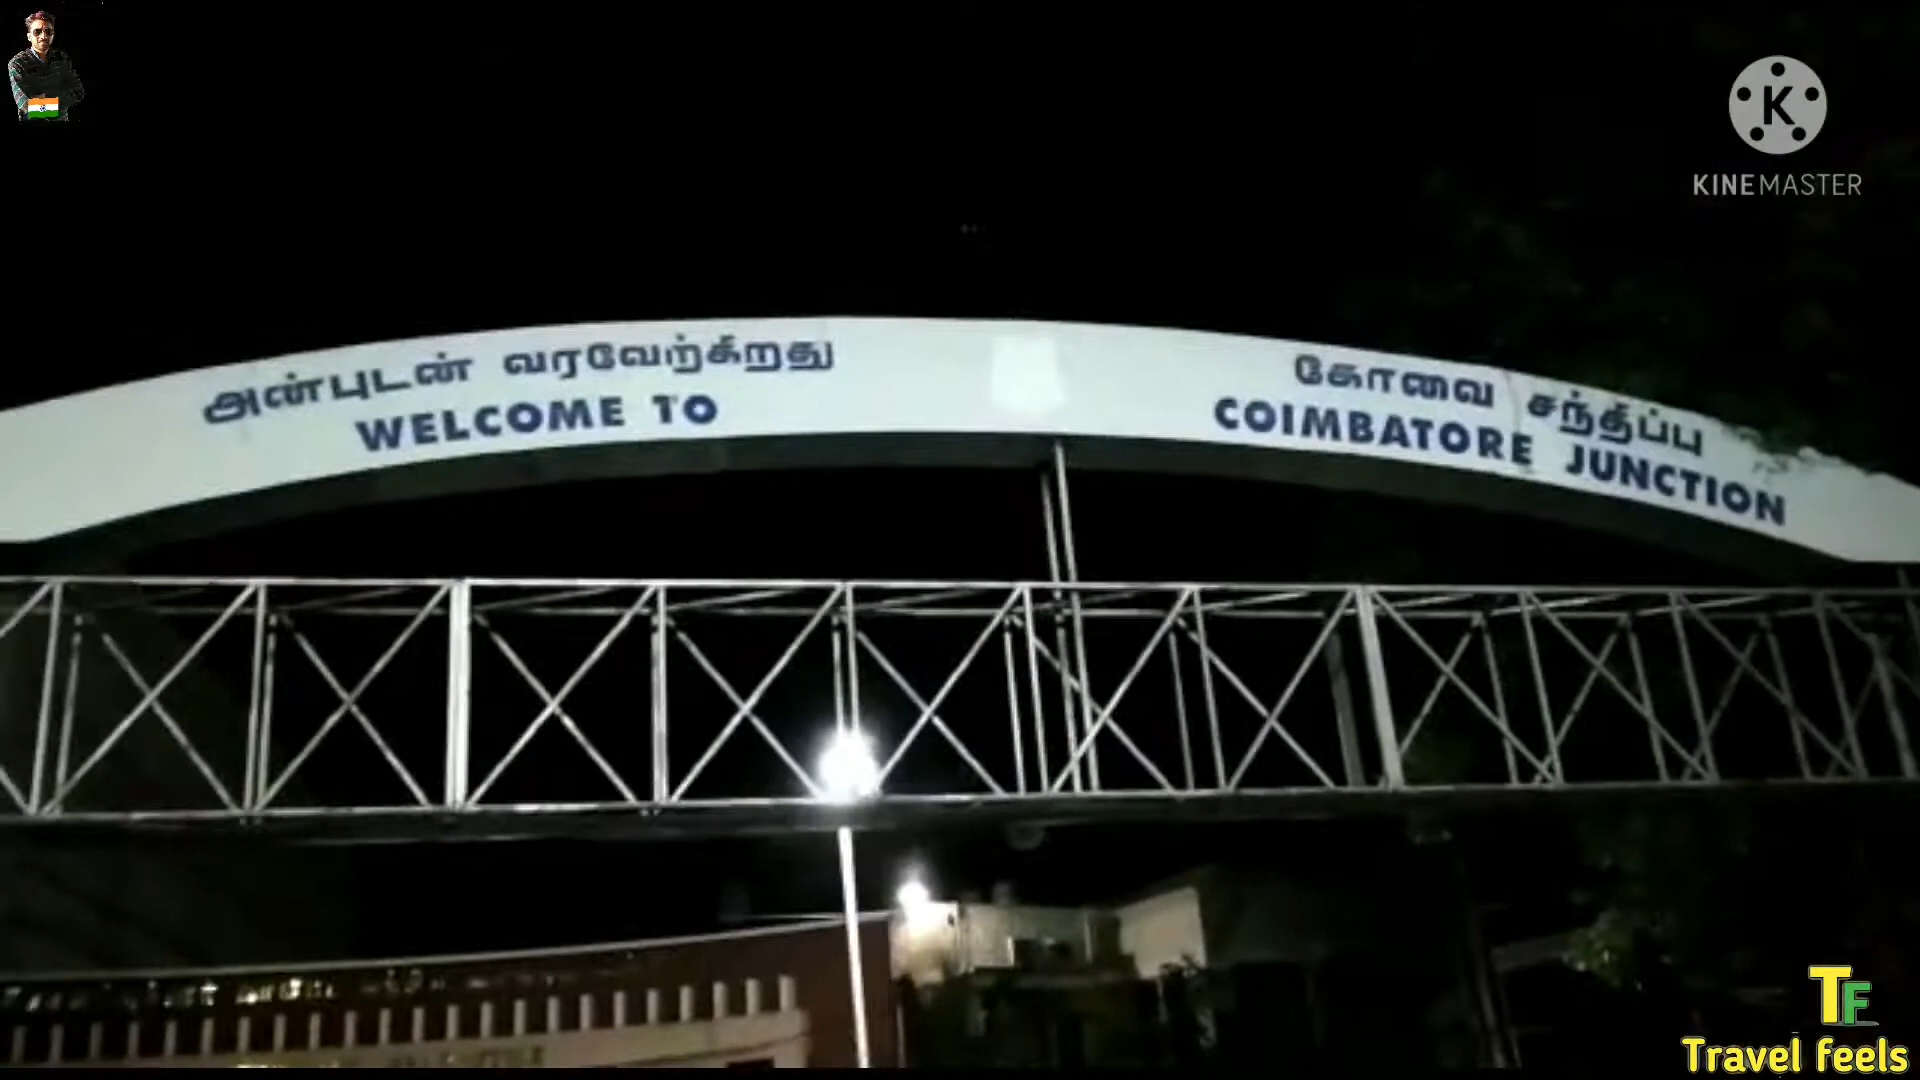 K
KINEMASTER
அன்புடன் வரவேற்கிறது
WELCOME TO
கோவை சந்திப்பு
COIMBATORE JUNCTION
TF
Travel feels